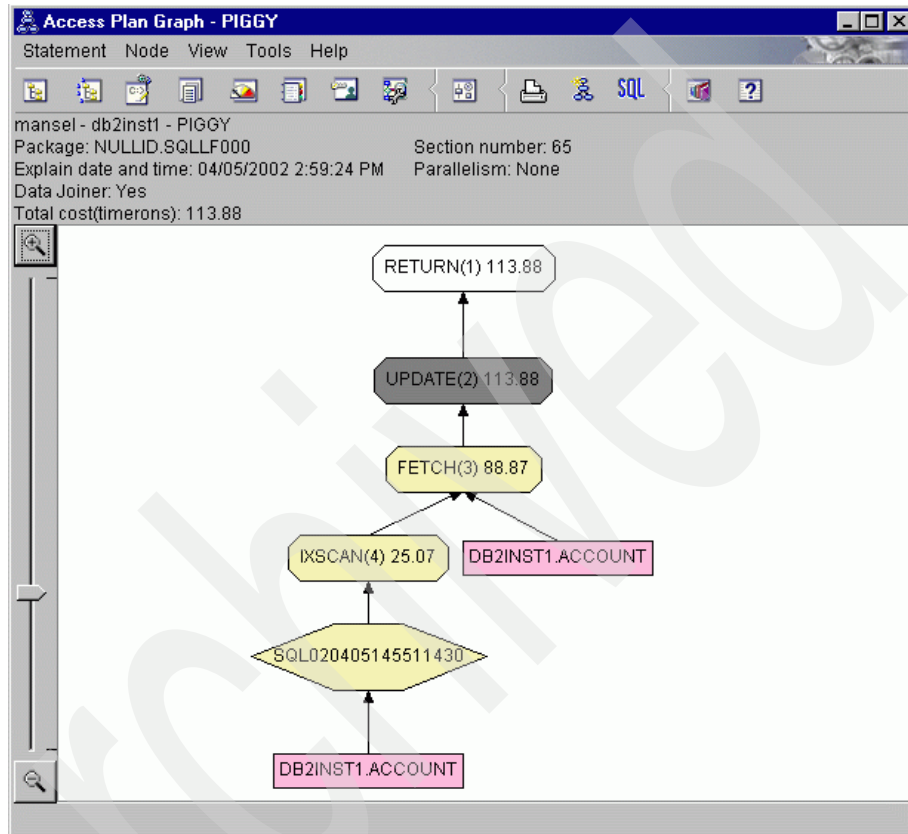 Access Plan Graph - PIGGY
Statement Node View Tools Help
SQL
?
mansel - db2inst1 - PIGGY
Package: NULLID.SQLLF000 Section number: 65
Explain date and time: 04/05/2002 2:59:24 PM Parallelism: None
Data Joiner: Yes
Total cost(timerons): 113.88
RETURN(1) 113.88
UPDATE(2) 113.88
FETCH(3) 88.87
IXSCAN(4) 25.07 DB2INST1.ACCOUNT
SQL020405145511430
DB2INST1.ACCOUNT
rchived